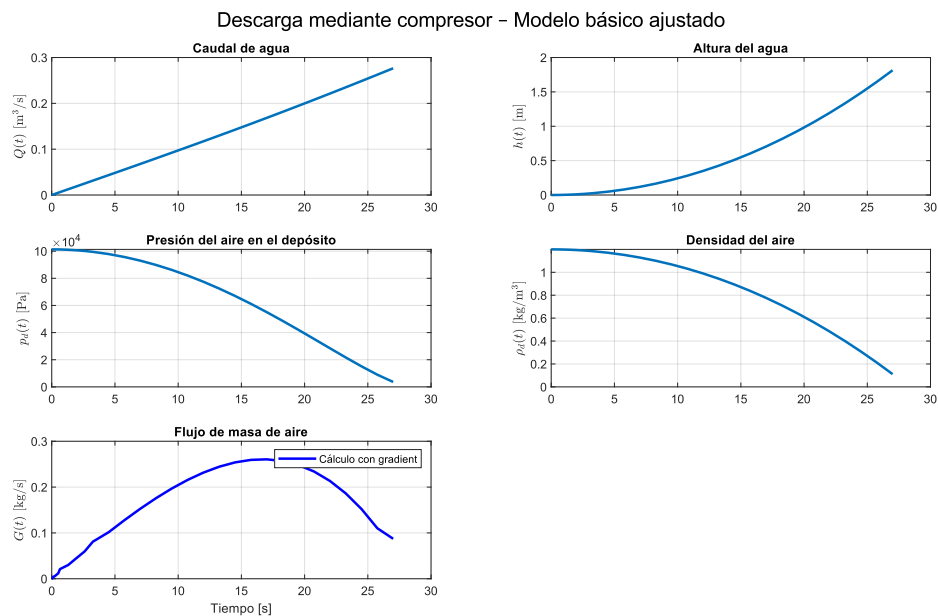 Descarga mediante compresor – Modelo básico ajustado
Caudal de agua
Q(t) [m³/s]
0.3
0.2
0.1
0
0 5 10 15 20 25 30
Altura del agua
h(t) [m]
2
1.5
1
0.5
0
0 5 10 15 20 25 30
Presión del aire en el depósito
×10⁴
p_d(t) [Pa]
10
8
6
4
2
0
0 5 10 15 20 25 30
Densidad del aire
ρ_d(t) [kg/m³]
1
0.8
0.6
0.4
0.2
0
0 5 10 15 20 25 30
Flujo de masa de aire
Cálculo con gradient
G(t) [kg/s]
0.3
0.2
0.1
0
0 5 10 15 20 25 30
Tiempo [s]